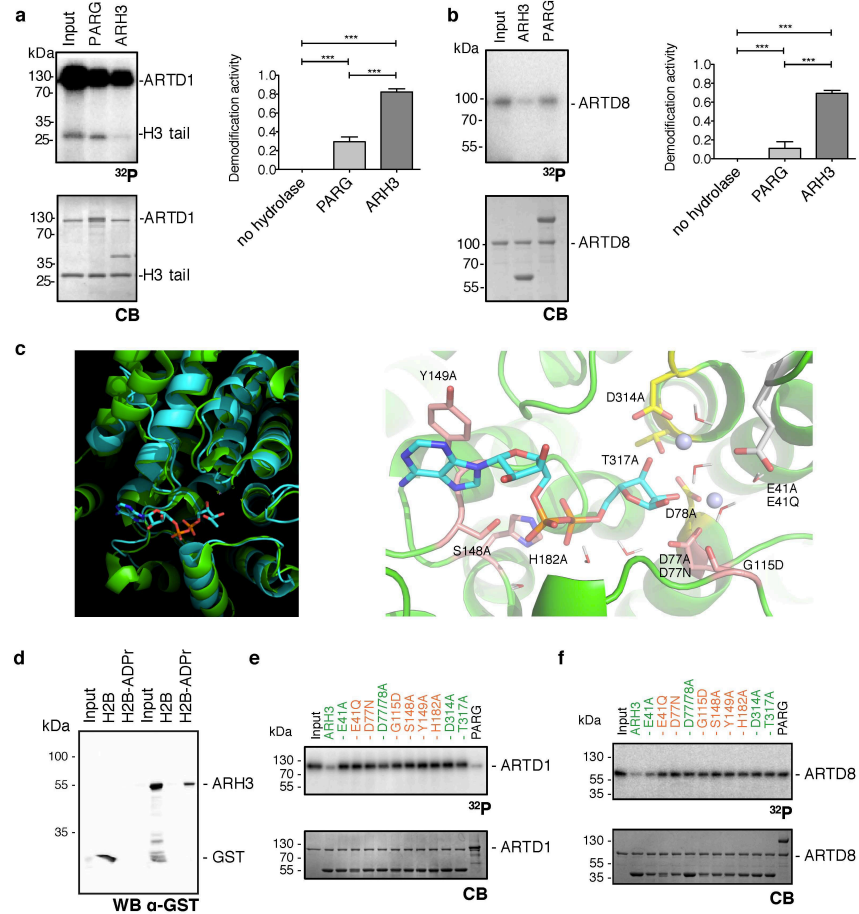 a
Input
PARG
ARH3
kDa
130-
70-
35-
25-
-ARTD1
-H3 tail
32P
130-
70-
35-
25-
-ARTD1
-H3 tail
CB
Demodification activity
1.0
0.8
0.6
0.4
0.2
0.0
***
***
***
no hydrolase
PARG
ARH3
b
Input
ARH3
PARG
kDa
100 -
70-
55-
- ARTD8
32P
100 -
70 -
55 -
- ARTD8
CB
Demodification activity
1.0
0.8
0.6
0.4
0.2
0.0
***
***
***
no hydrolase
PARG
ARH3
c
Y149A
D314A
T317A
E41A
E41Q
D78A
S148A
H182A
D77A
D77N
G115D
d
Input
H2B
H2B-ADPr
Input
H2B
H2B-ADPr
kDa
100 -
55 -
35 -
- ARH3
- GST
WB α-GST
e
Input
ARH3
- E41A
- E41Q
- D77N
- D77/78A
- G115D
- S148A
- Y149A
- H182A
- D314A
- T317A
PARG
kDa
130 -
70 -
55 -
- ARTD1
32P
130 -
70 -
55 -
- ARTD1
CB
f
Input
ARH3
- E41A
- E41Q
- D77N
- D77/78A
- G115D
- S148A
- Y149A
- H182A
- D314A
- T317A
PARG
kDa
130 -
55 -
35 -
- ARTD8
32P
130 -
55 -
35 -
- ARTD8
CB